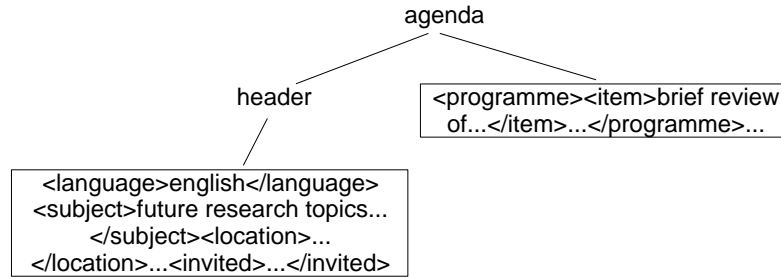 agenda
header
<programme><item>brief review
of...</item>...</programme>...
<language>english</language>
<subject>future research topics...
</subject><location>...
</location>...<invited>...</invited>